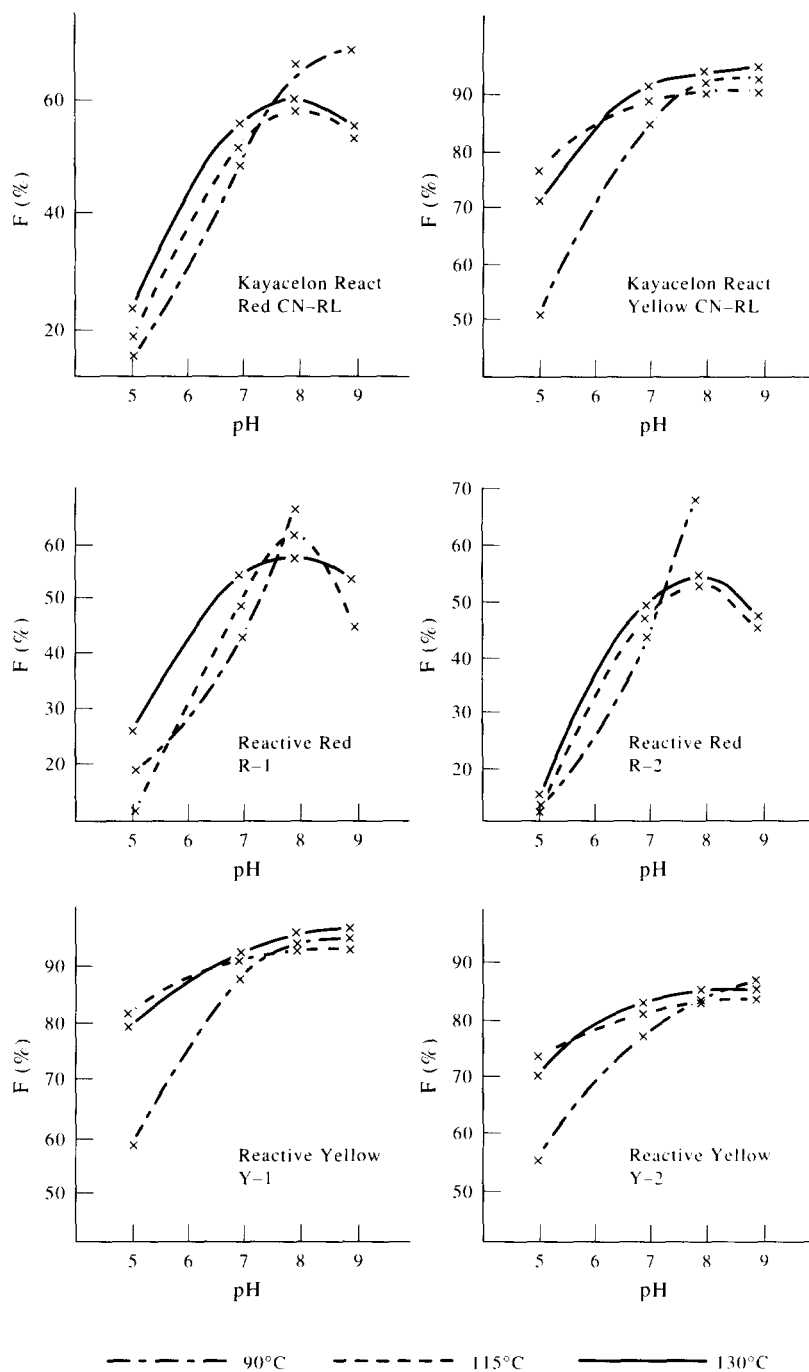 F (%)
60
40
20
5 6 7 8 9
pH
Kayacelon React
Red CN–RL
F (%)
90
80
70
60
50
5 6 7 8 9
pH
Kayacelon React
Yellow CN–RL
F (%)
60
50
40
30
20
5 6 7 8 9
pH
Reactive Red
R–1
F (%)
70
60
50
40
30
20
5 6 7 8 9
pH
Reactive Red
R–2
F (%)
90
80
70
60
50
5 6 7 8 9
pH
Reactive Yellow
Y–1
F (%)
90
80
70
60
50
5 6 7 8 9
pH
Reactive Yellow
Y–2
90°C 115°C 130°C